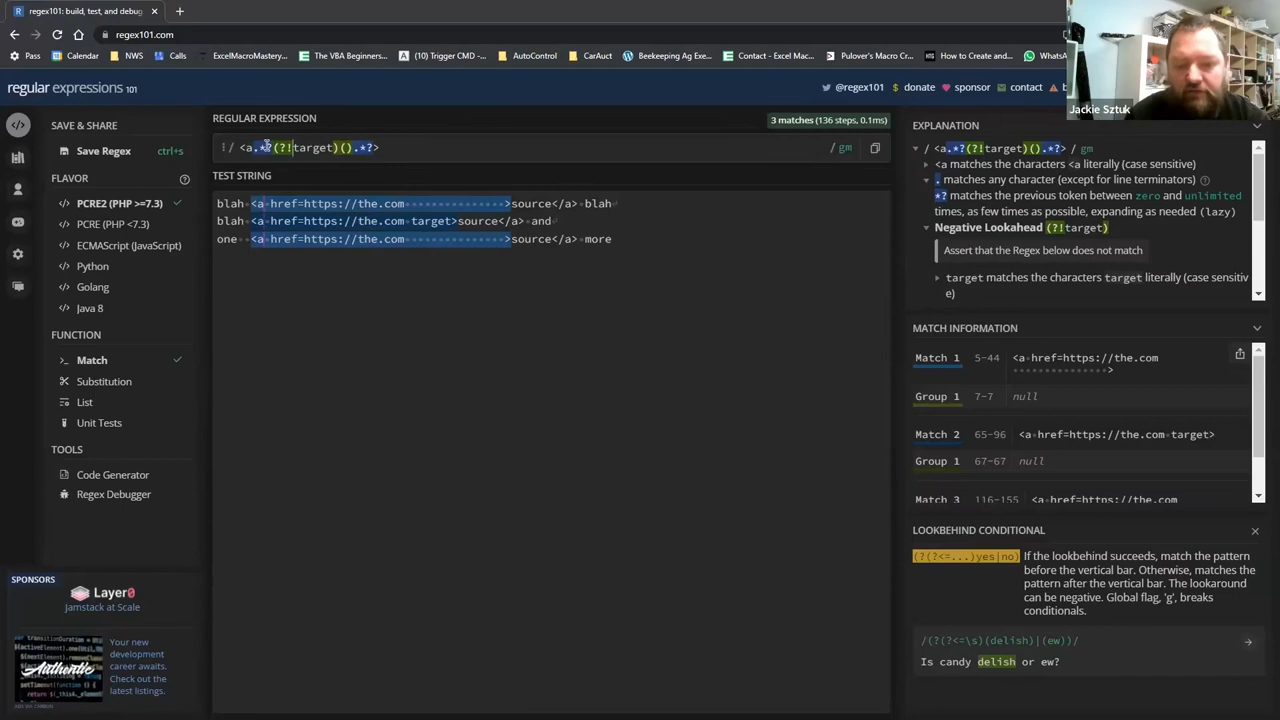 regex101: build, test, and debug
regex101.com
Pass
Calendar
NWS
Calls
ExcelMacroMastery
The VBA Beginners...
[10] Trigger CMD -...
AutoControl
CarAuct
Beekeeping Ag Exe...
Contact - Excel Mac...
Pulover's Macro Cr...
How to Create and...
WhatsA
Jackie Sztuk
regular expressions 101
@regex101
donate
sponsor
contact
SAVE & SHARE
Save Regex
ctrl+s
FLAVOR
PCRE2 (PHP >=7.3)
PCRE (PHP <7.3)
ECMAScript (JavaScript)
Python
Golang
Java 8
FUNCTION
Match
Substitution
List
Unit Tests
TOOLS
Code Generator
Regex Debugger
SPONSORS
Layer0
Jamstack at Scale
Authentic
Your new
development
career awaits.
Check out the
latest listings.
REGULAR EXPRESSION
3 matches (136 steps, 0.1ms)
/ <a.*?(?!target)().*?>
/ gm
TEST STRING
blah <a href=https://the.com ···············>source</a> blah
blah <a href=https://the.com target>source</a> and
one  <a href=https://the.com ···············>source</a> more
EXPLANATION
/ <a.*?(?!target)().*?> / gm
<a matches the characters <a literally (case sensitive)
. matches any character (except for line terminators)
*? matches the previous token between zero and unlimited
times, as few times as possible, expanding as needed (lazy)
Negative Lookahead (?!target)
Assert that the Regex below does not match
target matches the characters target literally (case sensitiv
e)
MATCH INFORMATION
Match 1 5-44 <a href=https://the.com
···············>
Group 1 7-7 null
Match 2 65-96 <a href=https://the.com target>
Group 1 67-67 null
Match 3 116-155 <a href=https://the.com
LOOKBEHIND CONDITIONAL
(?(?<=...)yes|no) If the lookbehind succeeds, match the pattern
before the vertical bar. Otherwise, matches the
pattern after the vertical bar. The lookaround
can be negative. Global flag, 'g', breaks
conditionals.
/(?(?<=\s)(delish)|(ew))/
Is candy delish or ew?